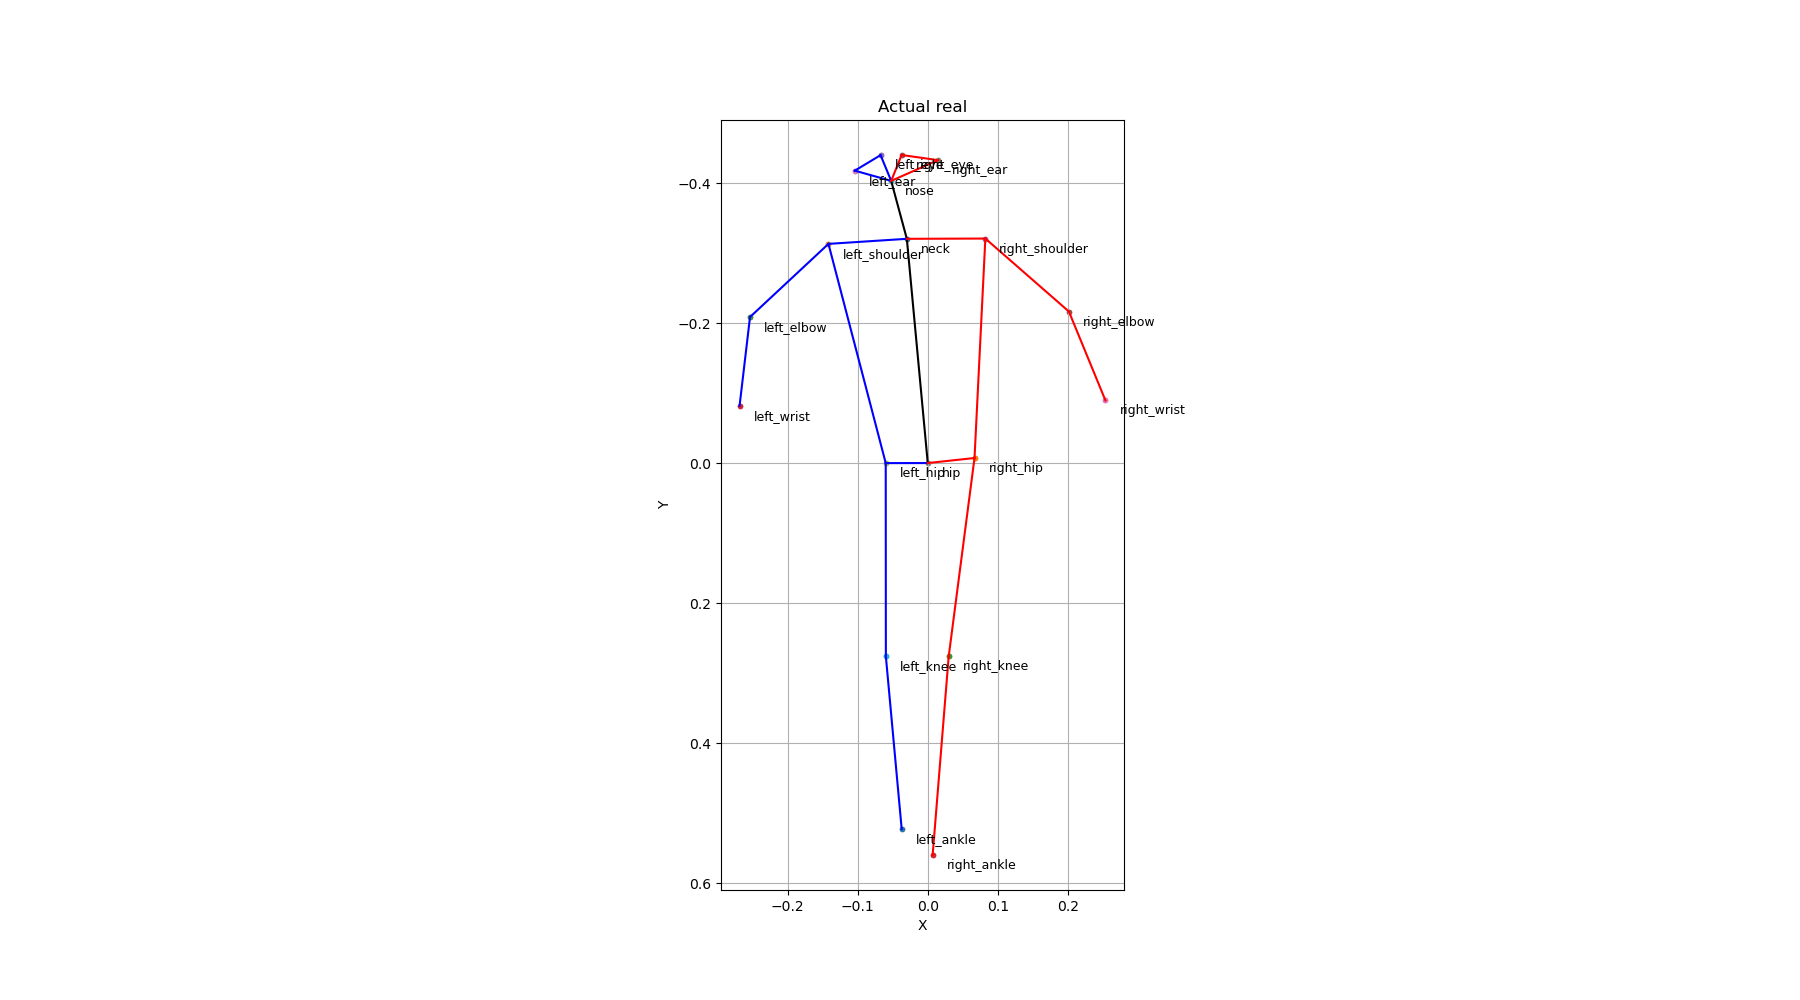 Actual real
left_eye
right_eye
right_ear
left_ear
nose
neck
right_shoulder
left_shoulder
right_elbow
left_elbow
right_wrist
left_wrist
left_hip
hip
right_hip
left_knee
right_knee
left_ankle
right_ankle
−0.4
−0.2
0.0
0.2
0.4
0.6
Y
−0.2
−0.1
0.0
0.1
0.2
X